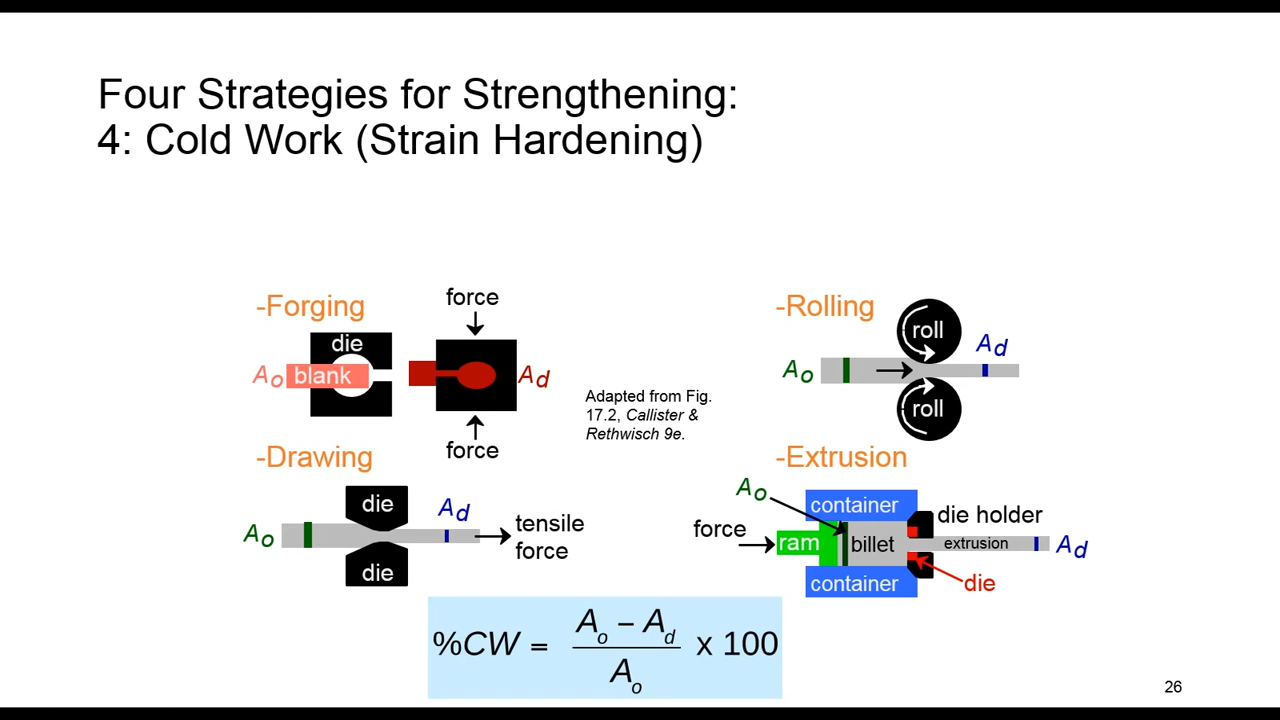 Four Strategies for Strengthening:
4: Cold Work (Strain Hardening)
-Forging
force
die
Ao blank
Ad
force
Adapted from Fig.
17.2, Callister &
Rethwisch 9e.
-Rolling
roll
Ao
Ad
roll
-Drawing
die
Ao
Ad
tensile
force
die
-Extrusion
Ao
container
die holder
force
ram
billet
extrusion
Ad
container
die
%CW = Ao – Ad x 100
Ao
26